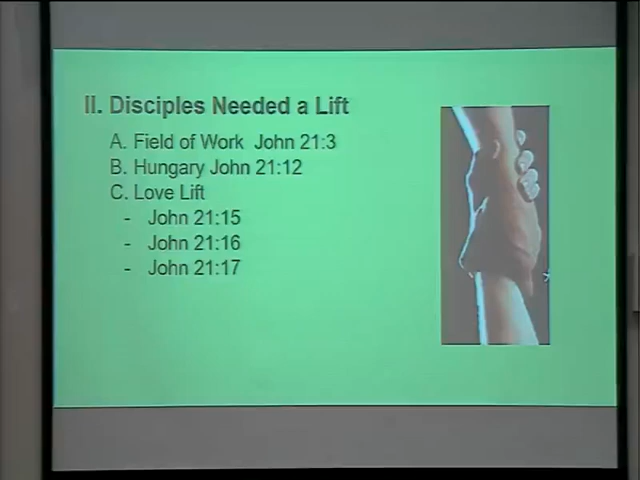 II. Disciples Needed a Lift
A. Field of Work John 21:3
B. Hungary John 21:12
C. Love Lift
- John 21:15
- John 21:16
- John 21:17